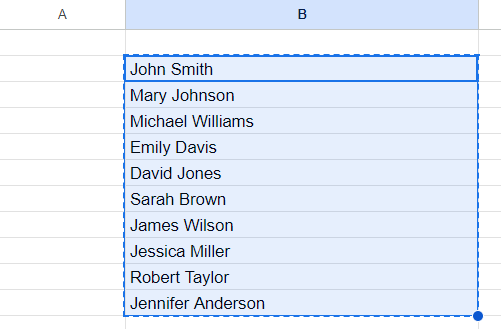 A B
John Smith
Mary Johnson
Michael Williams
Emily Davis
David Jones
Sarah Brown
James Wilson
Jessica Miller
Robert Taylor
Jennifer Anderson